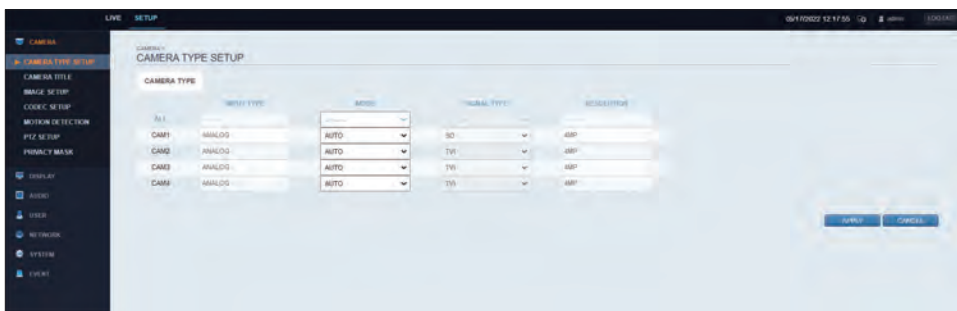 LIVE SETUP 05/17/2022 12:17:55 admin LOGOUT
CAMERA
CAMERA >
CAMERA TYPE SETUP
CAMERA TYPE SETUP
CAMERA TITLE
CAMERA TYPE
IMAGE SETUP
INPUT TYPE MODE SIGNAL TYPE RESOLUTION
CODEC SETUP
ALL
MOTION DETECTION
CAM1 ANALOG AUTO SD 4MP
PTZ SETUP
CAM2 ANALOG AUTO TVI 4MP
PRIVACY MASK
CAM3 ANALOG AUTO TVI 4MP
CAM4 ANALOG AUTO TVI 4MP
DISPLAY
AUDIO
USER
APPLY CANCEL
NETWORK
SYSTEM
EVENT